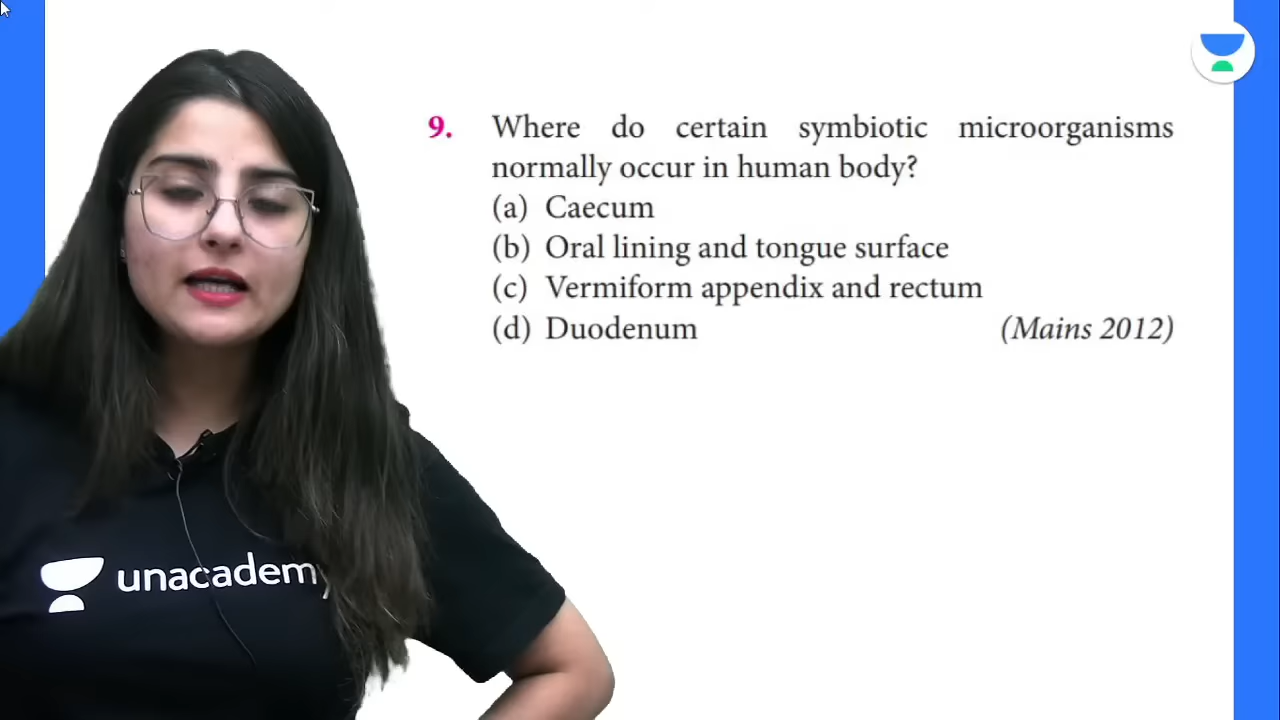 9. Where do certain symbiotic microorganisms
normally occur in human body?
(a) Caecum
(b) Oral lining and tongue surface
(c) Vermiform appendix and rectum
(d) Duodenum (Mains 2012)
unacademy